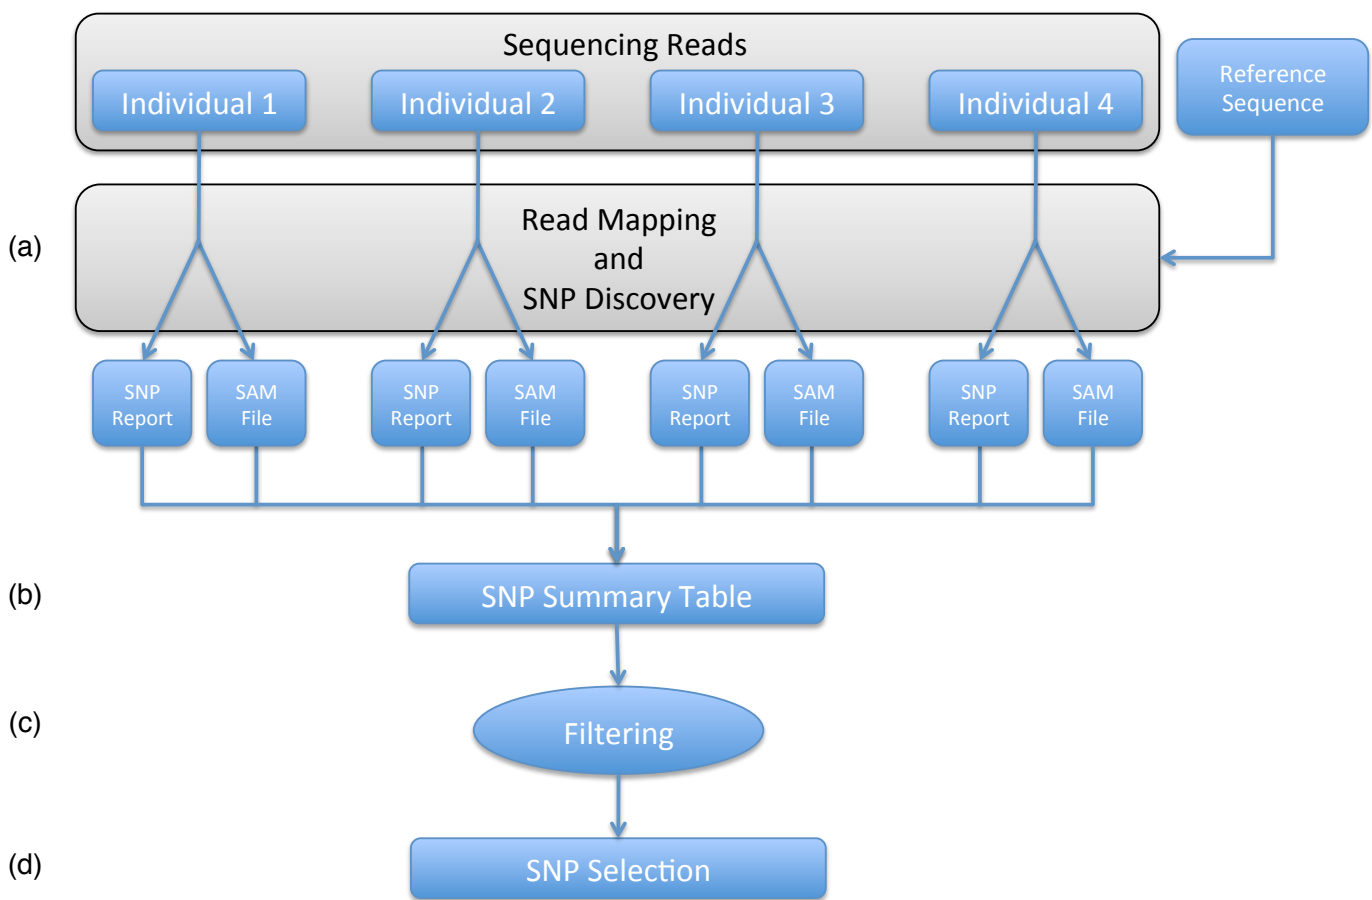 Sequencing Reads
Individual 1
Individual 2
Individual 3
Individual 4
Reference
Sequence
(a)
Read Mapping
and
SNP Discovery
SNP
Report
SAM
File
SNP
Report
SAM
File
SNP
Report
SAM
File
SNP
Report
SAM
File
(b)
SNP Summary Table
(c)
Filtering
(d)
SNP Selection